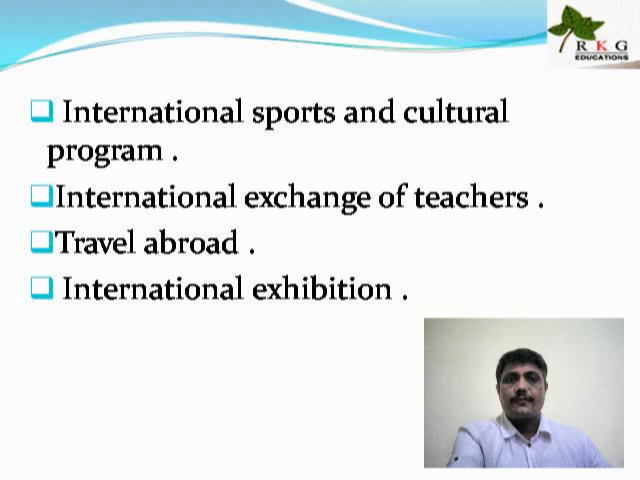 R K G
EDUCATIONS
International sports and cultural
program .
International exchange of teachers .
Travel abroad .
International exhibition .